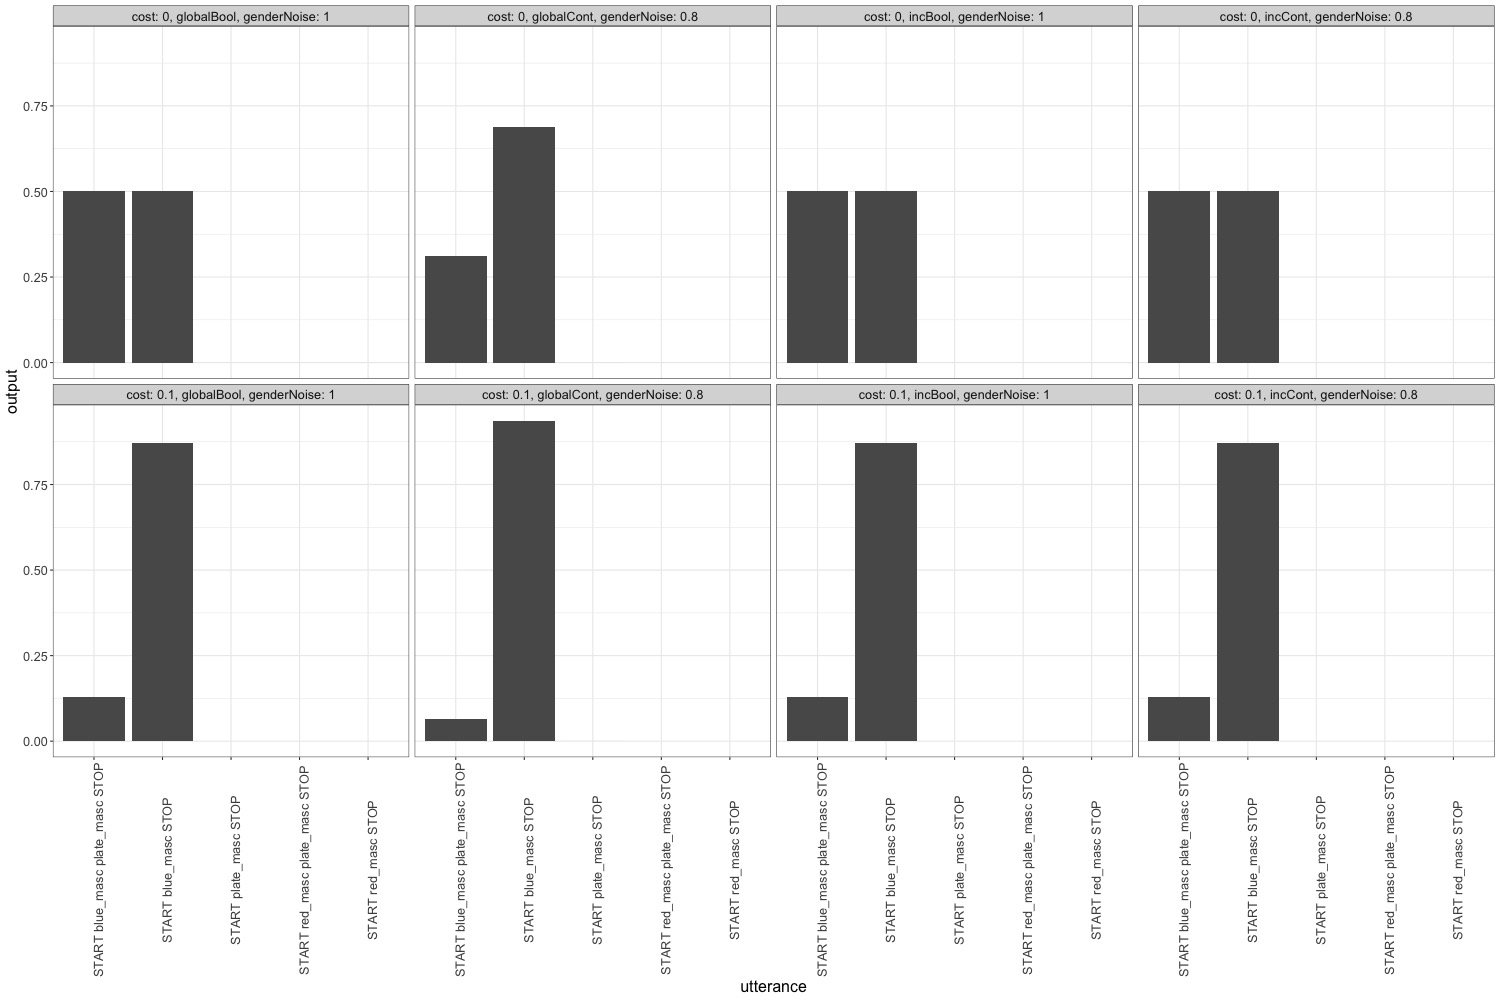 cost: 0, globalBool, genderNoise: 1
cost: 0, globalCont, genderNoise: 0.8
cost: 0, incBool, genderNoise: 1
cost: 0, incCont, genderNoise: 0.8
0.75
0.50
0.25
0.00
output
cost: 0.1, globalBool, genderNoise: 1
cost: 0.1, globalCont, genderNoise: 0.8
cost: 0.1, incBool, genderNoise: 1
cost: 0.1, incCont, genderNoise: 0.8
0.75
0.50
0.25
0.00
START blue_masc plate_masc STOP
START blue_masc STOP
START plate_masc STOP
START red_masc plate_masc STOP
START red_masc STOP
START blue_masc plate_masc STOP
START blue_masc STOP
START plate_masc STOP
START red_masc plate_masc STOP
START red_masc STOP
START blue_masc plate_masc STOP
START blue_masc STOP
START plate_masc STOP
START red_masc plate_masc STOP
START red_masc STOP
START blue_masc plate_masc STOP
START blue_masc STOP
START plate_masc STOP
START red_masc plate_masc STOP
START red_masc STOP
utterance